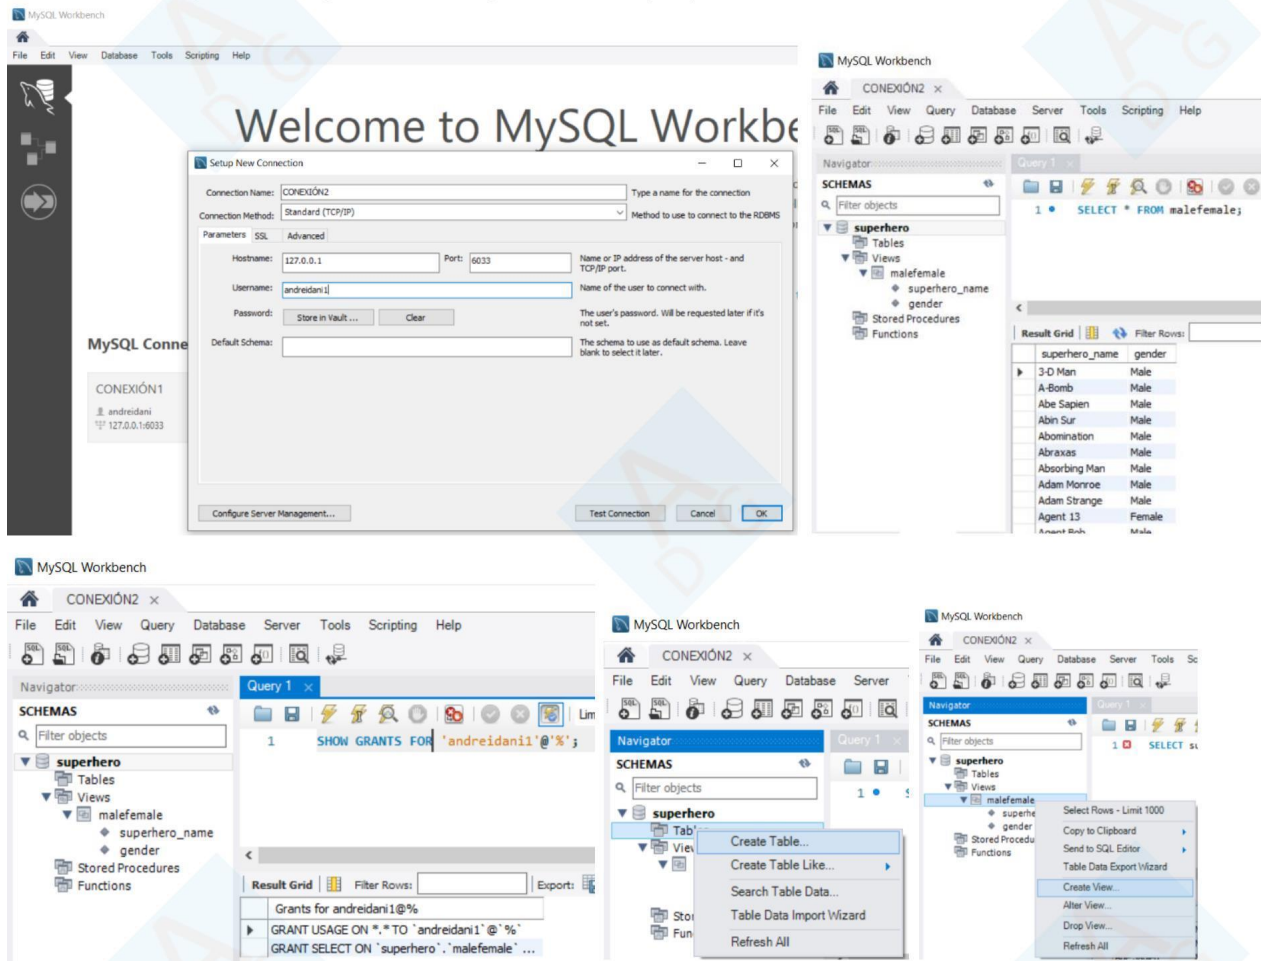 MySQL Workbench
File Edit View Database Tools Scripting Help
Welcome to MySQL Workbe
Setup New Connection
Connection Name: CONEXIÓN2 Type a name for the connection
Connection Method: Standard (TCP/IP) Method to use to connect to the RDBMS
Parameters SSL Advanced
Hostname: 127.0.0.1 Port: 6033 Name or IP address of the server host - and
TCP/IP port.
Username: andreidani1 Name of the user to connect with.
Password: Store in Vault ... Clear The user's password. Will be requested later if it's
not set.
Default Schema: The schema to use as default schema. Leave
blank to select it later.
MySQL Conne
CONEXIÓN1
andreidani
127.0.0.1:6033
Configure Server Management... Test Connection Cancel OK
MySQL Workbench
CONEXIÓN2
File Edit View Query Database Server Tools Scripting Help
Navigator Query 1
SCHEMAS
Filter objects
1 SELECT * FROM malefemale;
superhero
Tables
Views
malefemale
superhero_name
gender
Stored Procedures
Functions
Result Grid Filter Rows:
superhero_name gender
3-D Man Male
A-Bomb Male
Abe Sapien Male
Abin Sur Male
Abomination Male
Abraxas Male
Absorbing Man Male
Adam Monroe Male
Adam Strange Male
Agent 13 Female
Agent Bob Male
MySQL Workbench
CONEXIÓN2
File Edit View Query Database Server Tools Scripting Help
Navigator Query 1
SCHEMAS
Lim
Filter objects
1 SHOW GRANTS FOR 'andreidani1'@'%';
superhero
Tables
Views
malefemale
superhero_name
gender
Stored Procedures
Functions
Result Grid Filter Rows: Export:
Grants for andreidani1@%
GRANT USAGE ON *.* TO `andreidani1`@`%`
GRANT SELECT ON `superhero`.`malefemale` ...
MySQL Workbench
CONEXIÓN2
File Edit View Query Database Server
Navigator Query 1
SCHEMAS
Filter objects
1
superhero
Tab
View
Stor
Fun
Create Table...
Create Table Like...
Search Table Data...
Table Data Import Wizard
Refresh All
MySQL Workbench
CONEXIÓN2
File Edit View Query Database Server Tools Sc
Navigator Query 1
SCHEMAS
Filter objects
1 SELECT su
superhero
Tables
Views
malefemale
superhe
gender
Stored Procedu
Functions
Select Rows - Limit 1000
Copy to Clipboard
Send to SQL Editor
Table Data Export Wizard
Create View...
Alter View...
Drop View...
Refresh All